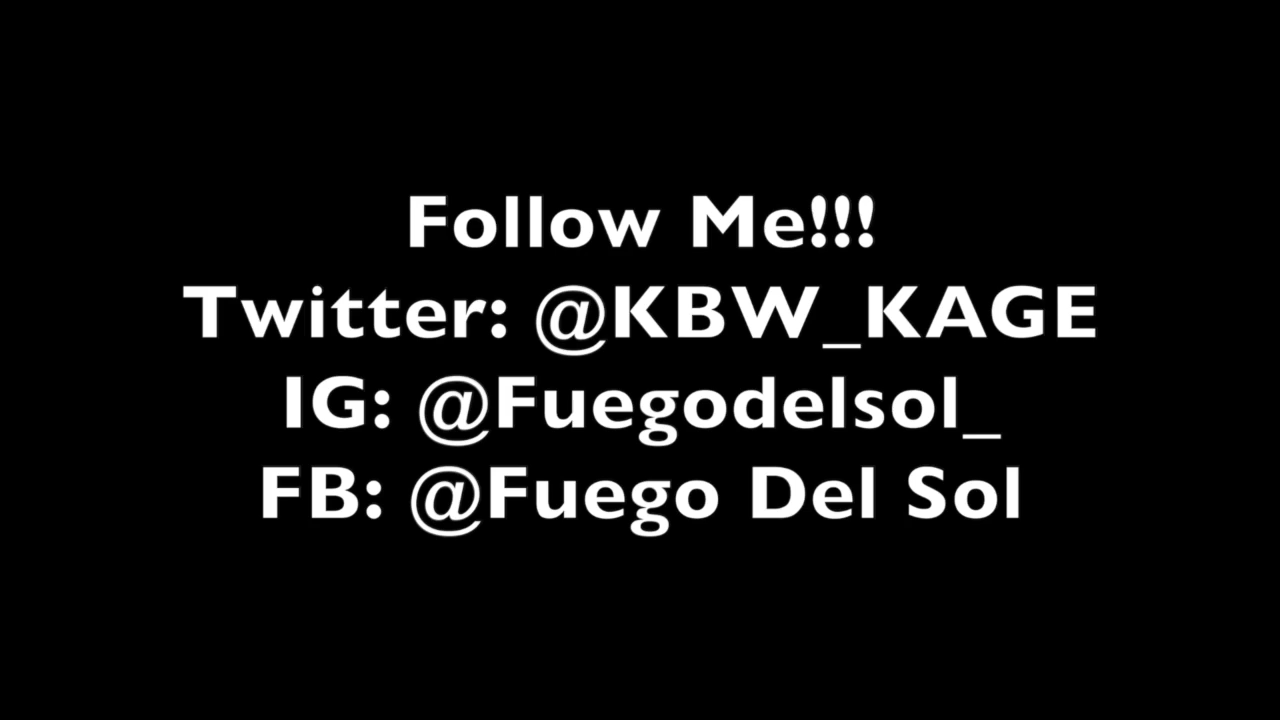 Follow Me!!!
Twitter: @KBW_KAGE
IG: @Fuegodelsol_
FB: @Fuego Del Sol